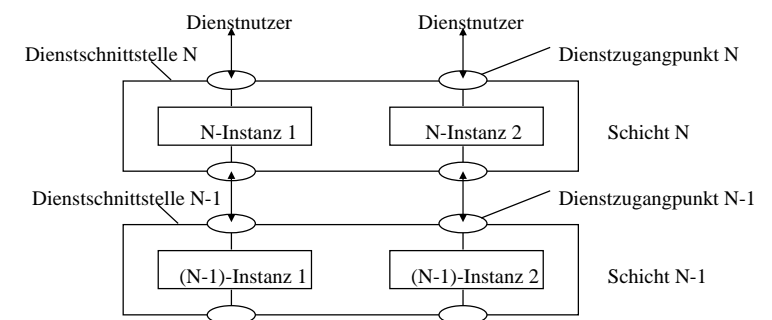 Dienstnutzer Dienstnutzer
Dienstschnittstelle N Dienstzugangpunkt N
N-Instanz 1 N-Instanz 2 Schicht N
Dienstschnittstelle N-1 Dienstzugangpunkt N-1
(N-1)-Instanz 1 (N-1)-Instanz 2 Schicht N-1